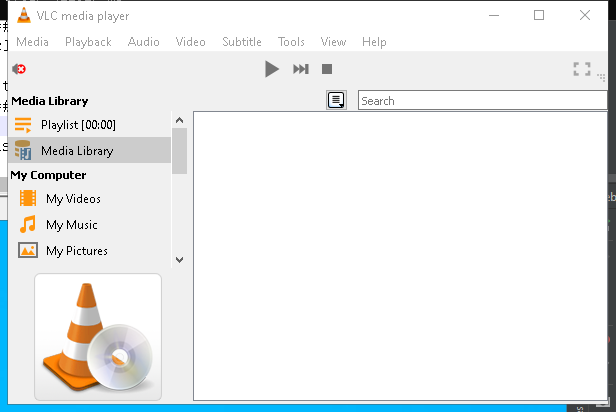 VLC media player
Media Playback Audio Video Subtitle Tools View Help
Media Library
Search
Playlist [00:00]
Media Library
My Computer
My Videos
My Music
My Pictures